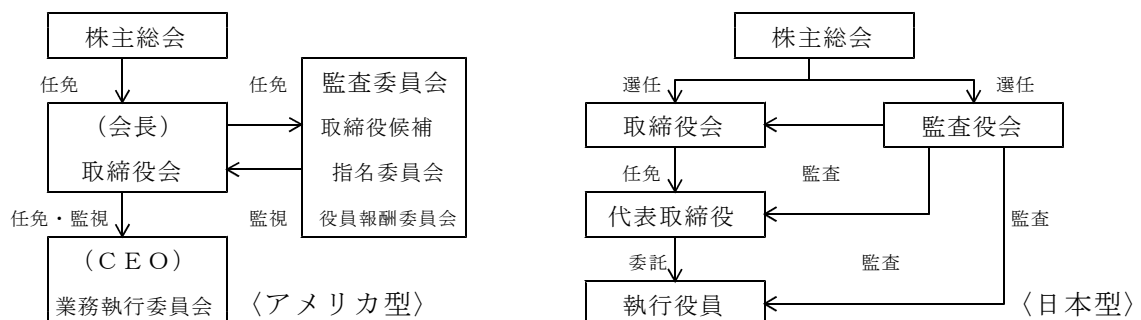 株主総会
任免
任免
(会長)
取締役会
監査委員会
取締役候補
指名委員会
役員報酬委員会
任免・監視
監視
(CEO)
業務執行委員会
〈アメリカ型〉
株主総会
選任
選任
取締役会
監査役会
任免
監査
代表取締役
監査
委託
監査
執行役員
〈日本型〉